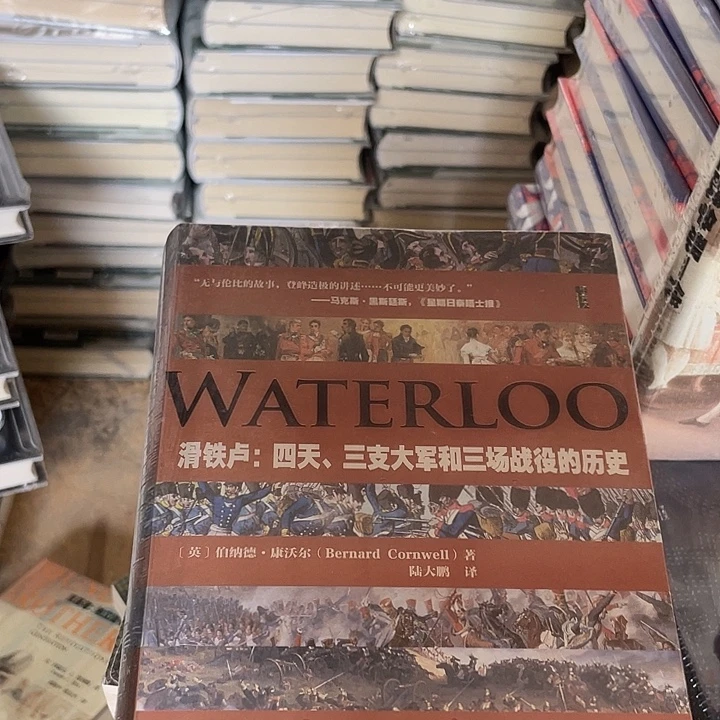 “无与伦比的故事，登峰造极的讲述……不可能更美妙了。”
——马克斯·黑斯廷斯，《星期日泰晤士报》
WATERLOO
滑铁卢：四天、三支大军和三场战役的历史
[英] 伯纳德·康沃尔（Bernard Cornwell）著
陆大鹏 译